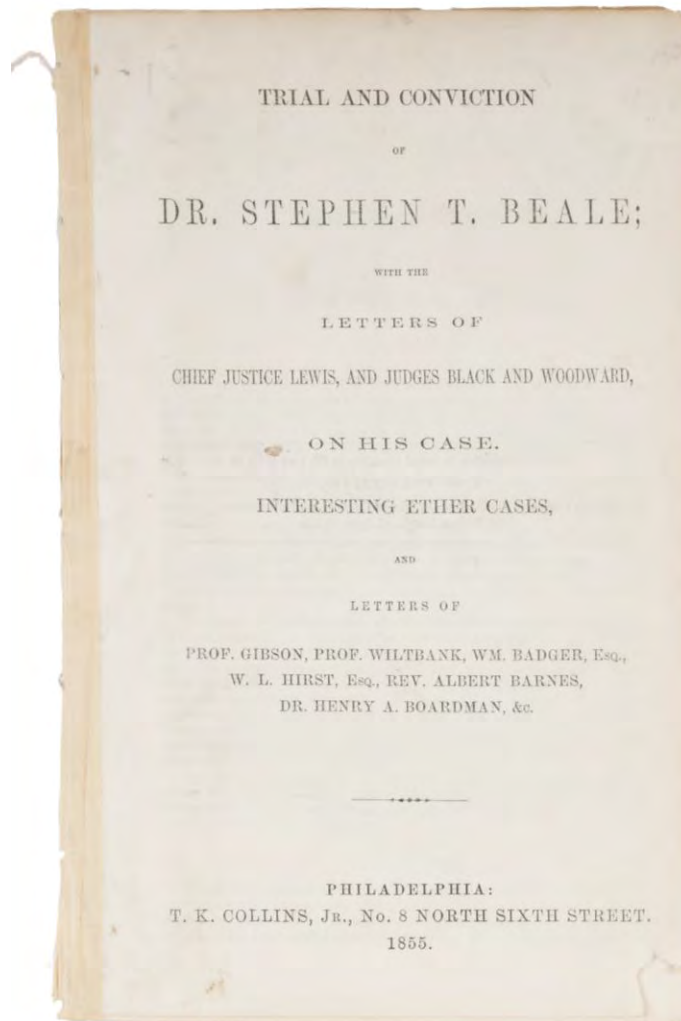 TRIAL AND CONVICTION
OF
DR. STEPHEN T. BEALE;
WITH THE
LETTERS OF
CHIEF JUSTICE LEWIS, AND JUDGES BLACK AND WOODWARD,
ON HIS CASE.
INTERESTING ETHER CASES,
AND
LETTERS OF
PROF. GIBSON, PROF. WILTBANK, WM. BADGER, ESQ.,
W. L. HIRST, ESQ., REV. ALBERT BARNES,
DR. HENRY A. BOARDMAN, &c.
PHILADELPHIA:
T. K. COLLINS, JR., No. 8 NORTH SIXTH STREET.
1855.